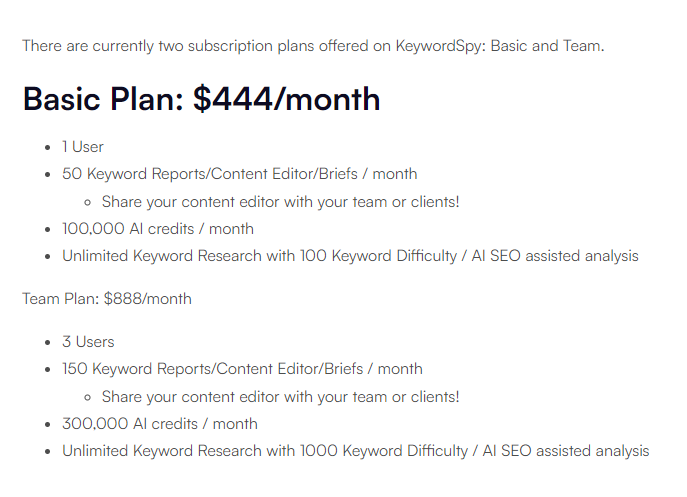 There are currently two subscription plans offered on KeywordSpy: Basic and Team.
Basic Plan: $444/month
1 User
50 Keyword Reports/Content Editor/Briefs / month
Share your content editor with your team or clients!
100,000 AI credits / month
Unlimited Keyword Research with 100 Keyword Difficulty / AI SEO assisted analysis
Team Plan: $888/month
3 Users
150 Keyword Reports/Content Editor/Briefs / month
Share your content editor with your team or clients!
300,000 AI credits / month
Unlimited Keyword Research with 1000 Keyword Difficulty / AI SEO assisted analysis